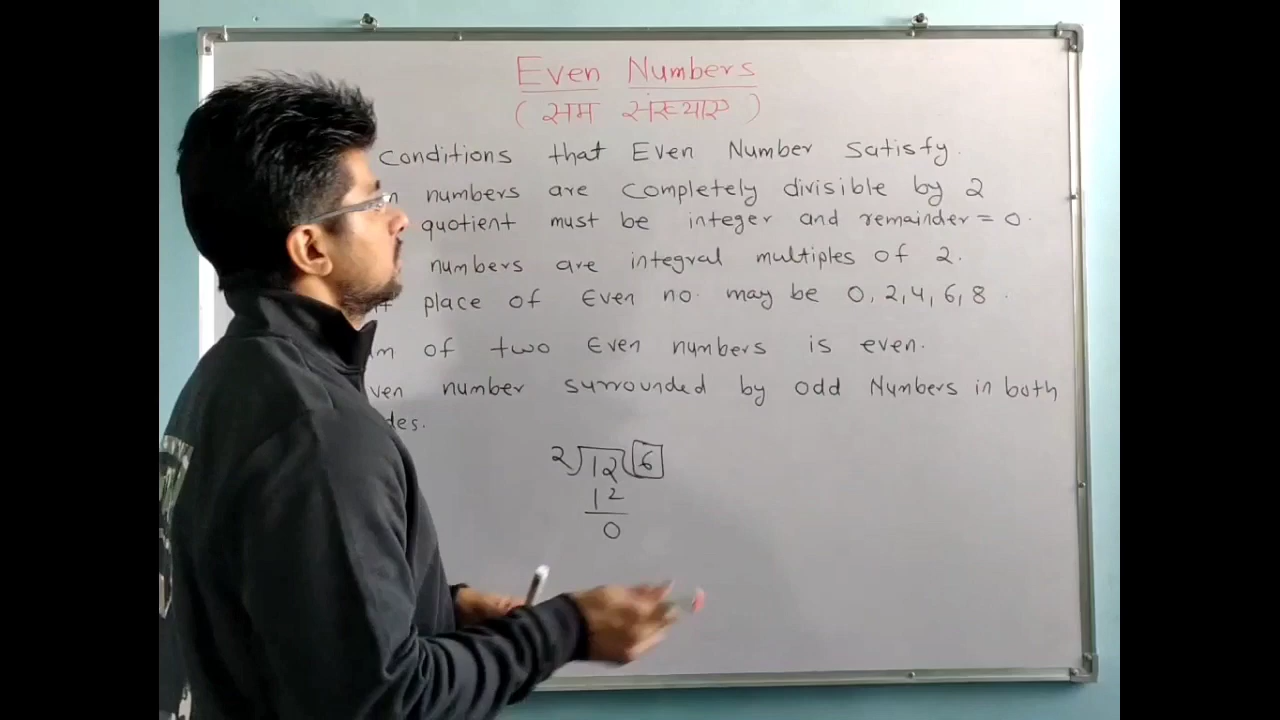 Even Numbers
(सम संख्याएं)
conditions that Even Number satisfy.
numbers are completely divisible by 2
quotient must be integer and remainder = 0.
numbers are integral multiples of 2.
place of Even no. may be 0, 2, 4, 6, 8.
of two Even numbers is even.
number surrounded by odd Numbers in both
2 12 6
12
0